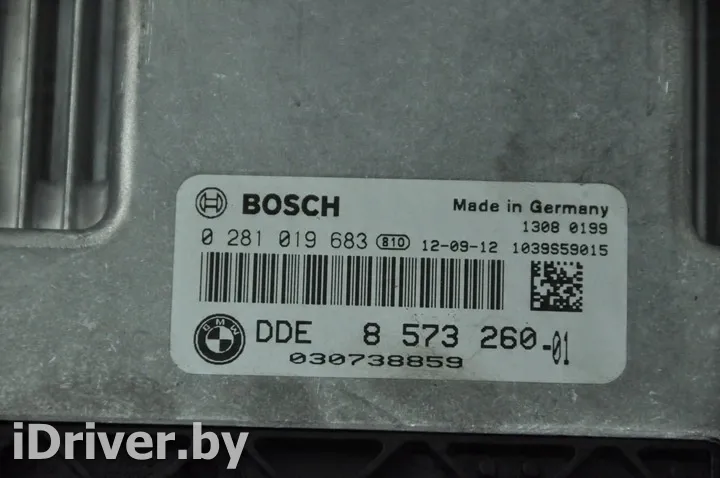 BOSCH Made in Germany
1308 0199
0 281 019 683 810 12-09-12 1039S59015
BMW DDE 8 573 260-01
030738859
iDriver.by